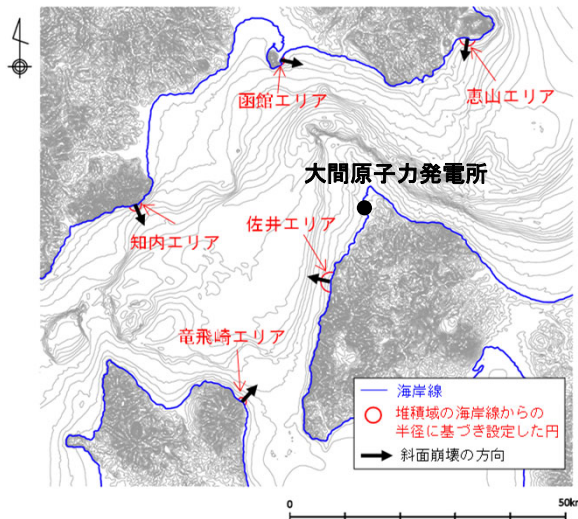 函館エリア
恵山エリア
大間原子力発電所
知内エリア
佐井エリア
竜飛崎エリア
海岸線
堆積域の海岸線からの
半径に基づき設定した円
斜面崩壊の方向
0
50km